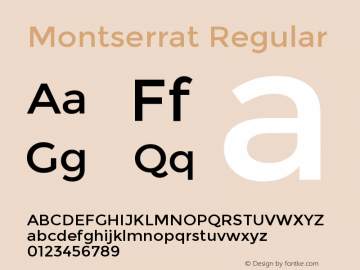 Montserrat Regular
Aa Ff a
Gg Qq
ABCDEFGHIJKLMNOPQRSTUVWXYZ
abcdefghijklmnopqrstuvwxyz
0123456789
© Design by fontke.com